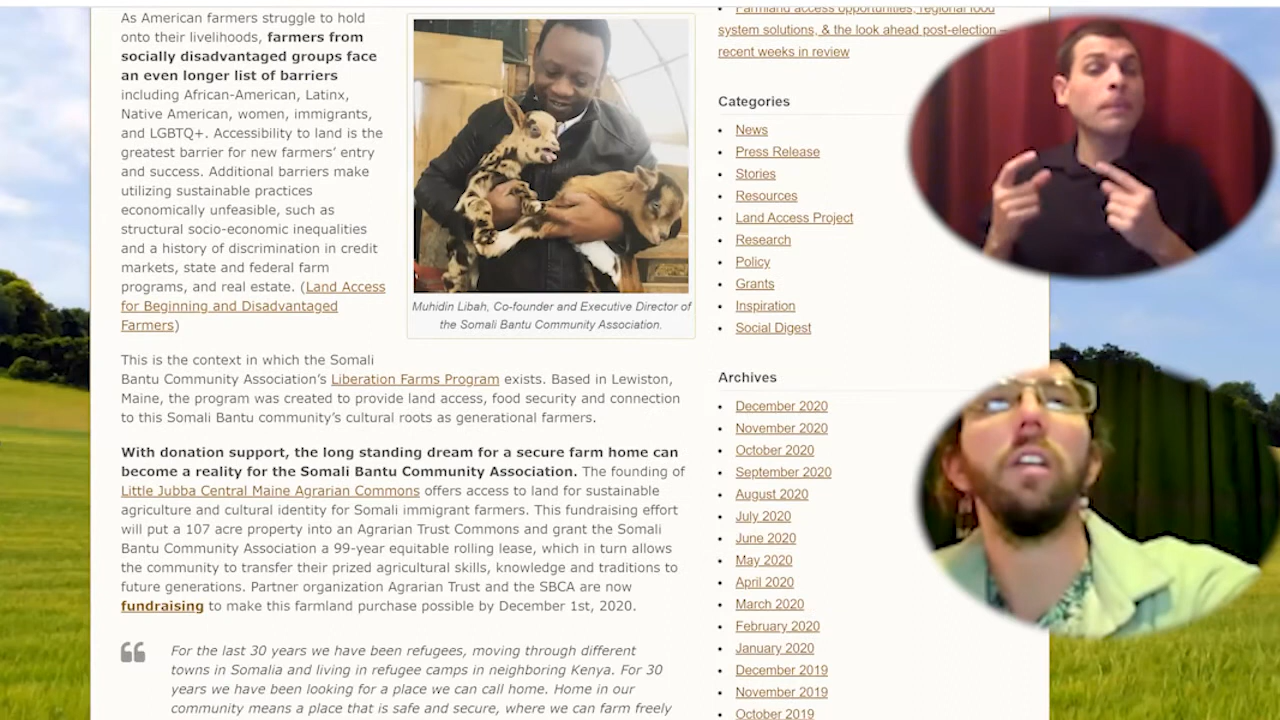 As American farmers struggle to hold
onto their livelihoods, farmers from
socially disadvantaged groups face
an even longer list of barriers
including African-American, Latinx,
Native American, women, immigrants,
and LGBTQ+. Accessibility to land is the
greatest barrier for new farmers’ entry
and success. Additional barriers make
utilizing sustainable practices
economically unfeasible, such as
structural socio-economic inequalities
and a history of discrimination in credit
markets, state and federal farm
programs, and real estate. (Land Access
for Beginning and Disadvantaged
Farmers)
Muhidin Libah, Co-founder and Executive Director of
the Somali Bantu Community Association.
This is the context in which the Somali
Bantu Community Association’s Liberation Farms Program exists. Based in Lewiston,
Maine, the program was created to provide land access, food security and connection
to this Somali Bantu community’s cultural roots as generational farmers.
With donation support, the long standing dream for a secure farm home can
become a reality for the Somali Bantu Community Association. The founding of
Little Jubba Central Maine Agrarian Commons offers access to land for sustainable
agriculture and cultural identity for Somali immigrant farmers. This fundraising effort
will put a 107 acre property into an Agrarian Trust Commons and grant the Somali
Bantu Community Association a 99-year equitable rolling lease, which in turn allows
the community to transfer their prized agricultural skills, knowledge and traditions to
future generations. Partner organization Agrarian Trust and the SBCA are now
fundraising to make this farmland purchase possible by December 1st, 2020.
For the last 30 years we have been refugees, moving through different
towns in Somalia and living in refugee camps in neighboring Kenya. For 30
years we have been looking for a place we can call home. Home in our
community means a place that is safe and secure, where we can farm freely
Farmland access opportunities, regional food
system solutions, & the look ahead post-election –
recent weeks in review
Categories
News
Press Release
Stories
Resources
Land Access Project
Research
Policy
Grants
Inspiration
Social Digest
Archives
December 2020
November 2020
October 2020
September 2020
August 2020
July 2020
June 2020
May 2020
April 2020
March 2020
February 2020
January 2020
December 2019
November 2019
October 2019